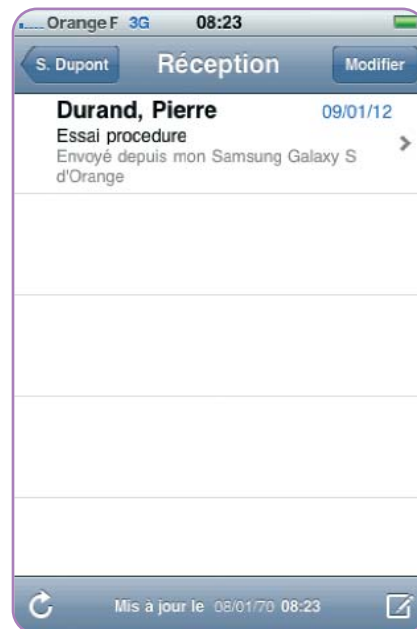 Orange F 3G 08:23
S. Dupont Réception Modifier
Durand, Pierre 09/01/12
Essai procedure
Envoyé depuis mon Samsung Galaxy S
d'Orange
Mis à jour le 08/01/70 08:23